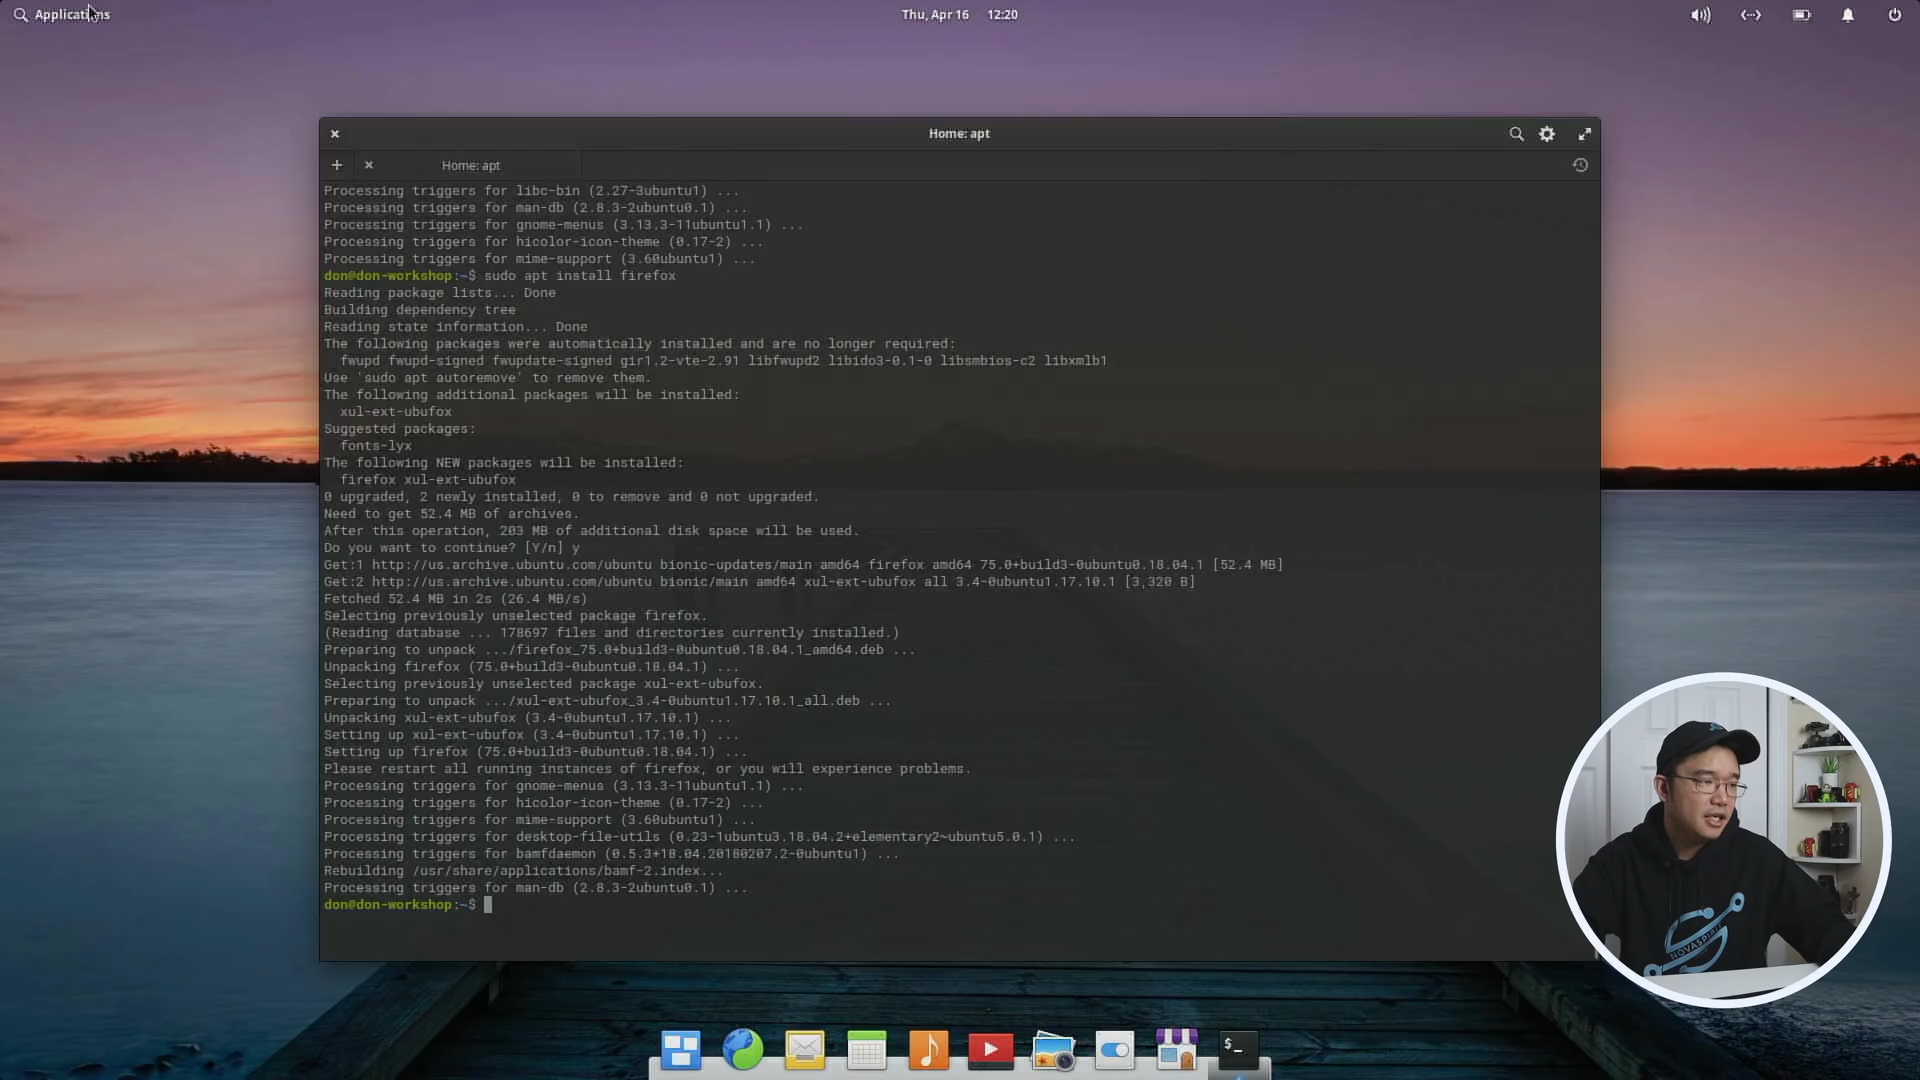 Applications
Thu, Apr 16 12:20
Home: apt
Home: apt
Processing triggers for libc-bin (2.27-3ubuntu1) ...
Processing triggers for man-db (2.8.3-2ubuntu0.1) ...
Processing triggers for gnome-menus (3.13.3-11ubuntu1.1) ...
Processing triggers for hicolor-icon-theme (0.17-2) ...
Processing triggers for mime-support (3.60ubuntu1) ...
don@don-workshop:~$ sudo apt install firefox
Reading package lists... Done
Building dependency tree
Reading state information... Done
The following packages were automatically installed and are no longer required:
fwupd fwupd-signed fwupdate-signed gir1.2-vte-2.91 libfwupd2 libido3-0.1-0 libsmbios-c2 libxmlb1
Use 'sudo apt autoremove' to remove them.
The following additional packages will be installed:
xul-ext-ubufox
Suggested packages:
fonts-lyx
The following NEW packages will be installed:
firefox xul-ext-ubufox
0 upgraded, 2 newly installed, 0 to remove and 0 not upgraded.
Need to get 52.4 MB of archives.
After this operation, 203 MB of additional disk space will be used.
Do you want to continue? [Y/n] y
Get:1 http://us.archive.ubuntu.com/ubuntu bionic-updates/main amd64 firefox amd64 75.0+build3-0ubuntu0.18.04.1 [52.4 MB]
Get:2 http://us.archive.ubuntu.com/ubuntu bionic/main amd64 xul-ext-ubufox all 3.4-0ubuntu1.17.10.1 [3,320 B]
Fetched 52.4 MB in 2s (26.4 MB/s)
Selecting previously unselected package firefox.
(Reading database ... 178697 files and directories currently installed.)
Preparing to unpack .../firefox_75.0+build3-0ubuntu0.18.04.1_amd64.deb ...
Unpacking firefox (75.0+build3-0ubuntu0.18.04.1) ...
Selecting previously unselected package xul-ext-ubufox.
Preparing to unpack .../xul-ext-ubufox_3.4-0ubuntu1.17.10.1_all.deb ...
Unpacking xul-ext-ubufox (3.4-0ubuntu1.17.10.1) ...
Setting up xul-ext-ubufox (3.4-0ubuntu1.17.10.1) ...
Setting up firefox (75.0+build3-0ubuntu0.18.04.1) ...
Please restart all running instances of firefox, or you will experience problems.
Processing triggers for gnome-menus (3.13.3-11ubuntu1.1) ...
Processing triggers for hicolor-icon-theme (0.17-2) ...
Processing triggers for mime-support (3.60ubuntu1) ...
Processing triggers for desktop-file-utils (0.23-1ubuntu3.18.04.2+elementary2~ubuntu5.0.1) ...
Processing triggers for bamfdaemon (0.5.3+18.04.20180207.2-0ubuntu1) ...
Rebuilding /usr/share/applications/bamf-2.index...
Processing triggers for man-db (2.8.3-2ubuntu0.1) ...
don@don-workshop:~$
NOVASPIRIT
$_